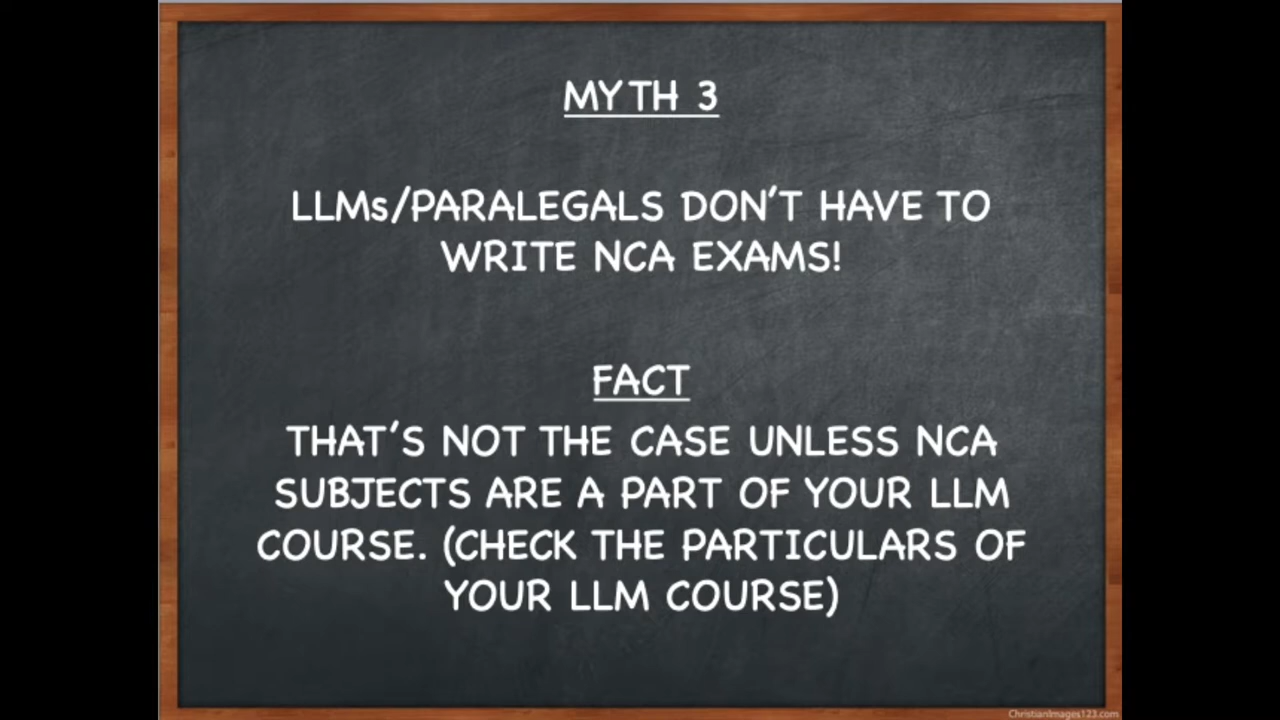 MYTH 3
LLMs/PARALEGALS DON'T HAVE TO
WRITE NCA EXAMS!
FACT
THAT'S NOT THE CASE UNLESS NCA
SUBJECTS ARE A PART OF YOUR LLM
COURSE. (CHECK THE PARTICULARS OF
YOUR LLM COURSE)
ChristianImages123.com